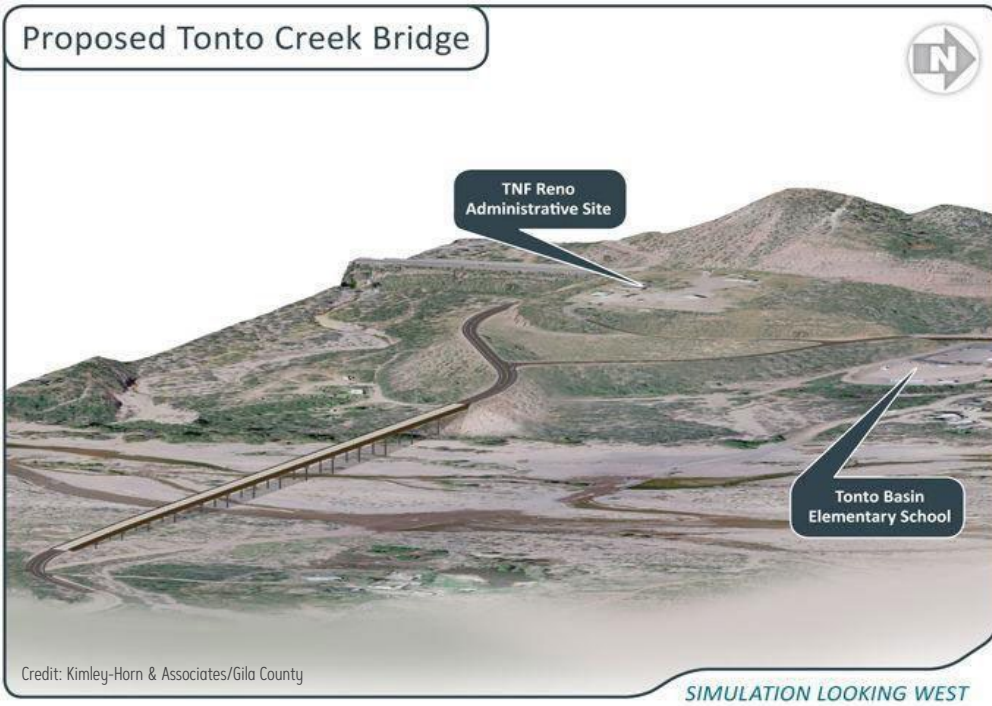 Proposed Tonto Creek Bridge
N
TNF Reno
Administrative Site
Tonto Basin
Elementary School
Credit: Kimley-Horn & Associates/Gila County
SIMULATION LOOKING WEST